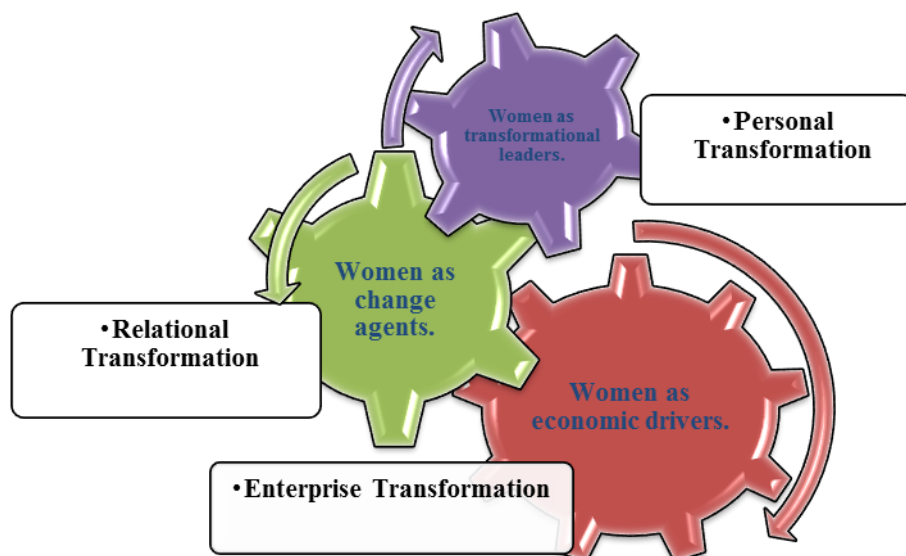 Women as
transformational
leaders.
•Personal
Transformation
Women as
change
agents.
•Relational
Transformation
Women as
economic drivers.
•Enterprise Transformation